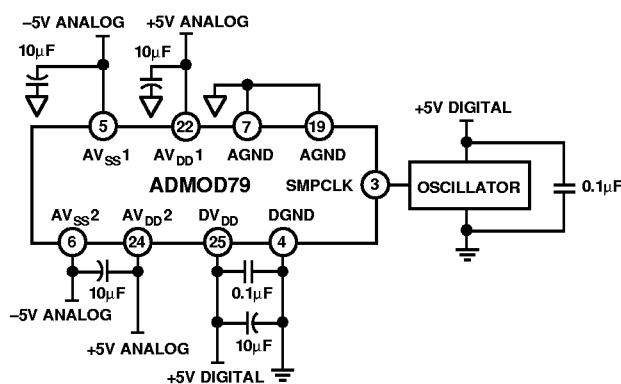 −5V ANALOG
+5V ANALOG
10µF
10µF
5
22
7
19
AVSS1
AVDD1
AGND
AGND
+5V DIGITAL
ADMOD79
SMPCLK
3
OSCILLATOR
0.1µF
AVSS2
AVDD2
DVDD
DGND
6
24
25
4
10µF
0.1µF
−5V ANALOG
10µF
+5V ANALOG
+5V DIGITAL